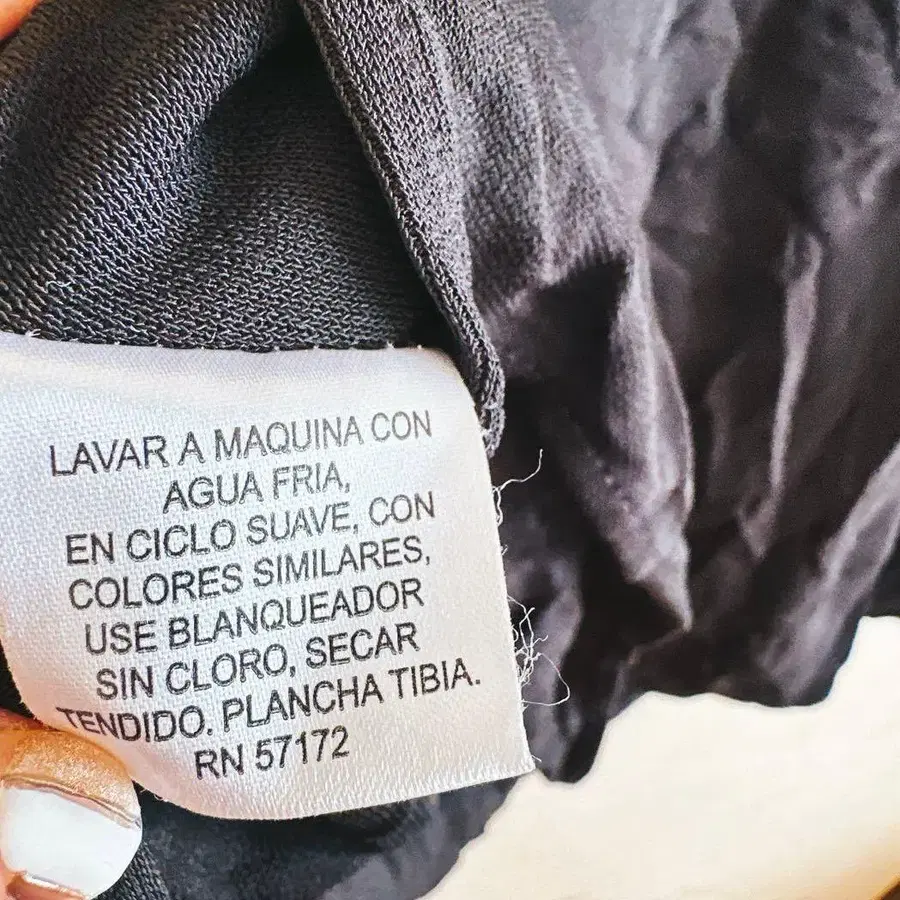 LAVAR A MAQUINA CON
AGUA FRIA,
EN CICLO SUAVE, CON
COLORES SIMILARES,
USE BLANQUEADOR
SIN CLORO, SECAR
TENDIDO. PLANCHA TIBIA.
RN 57172